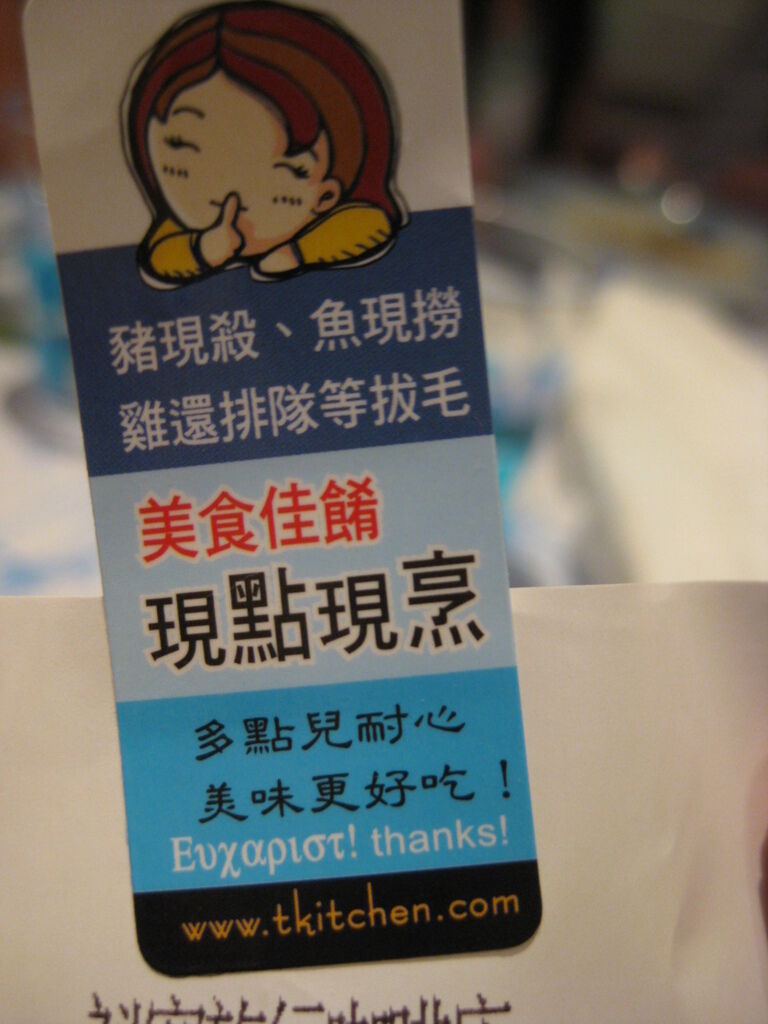 豬現殺、魚現撈
雞還排隊等拔毛
美食佳餚
現點現烹
多點兒耐心
美味更好吃！
Ευχαριστ! thanks!
www.tkitchen.com